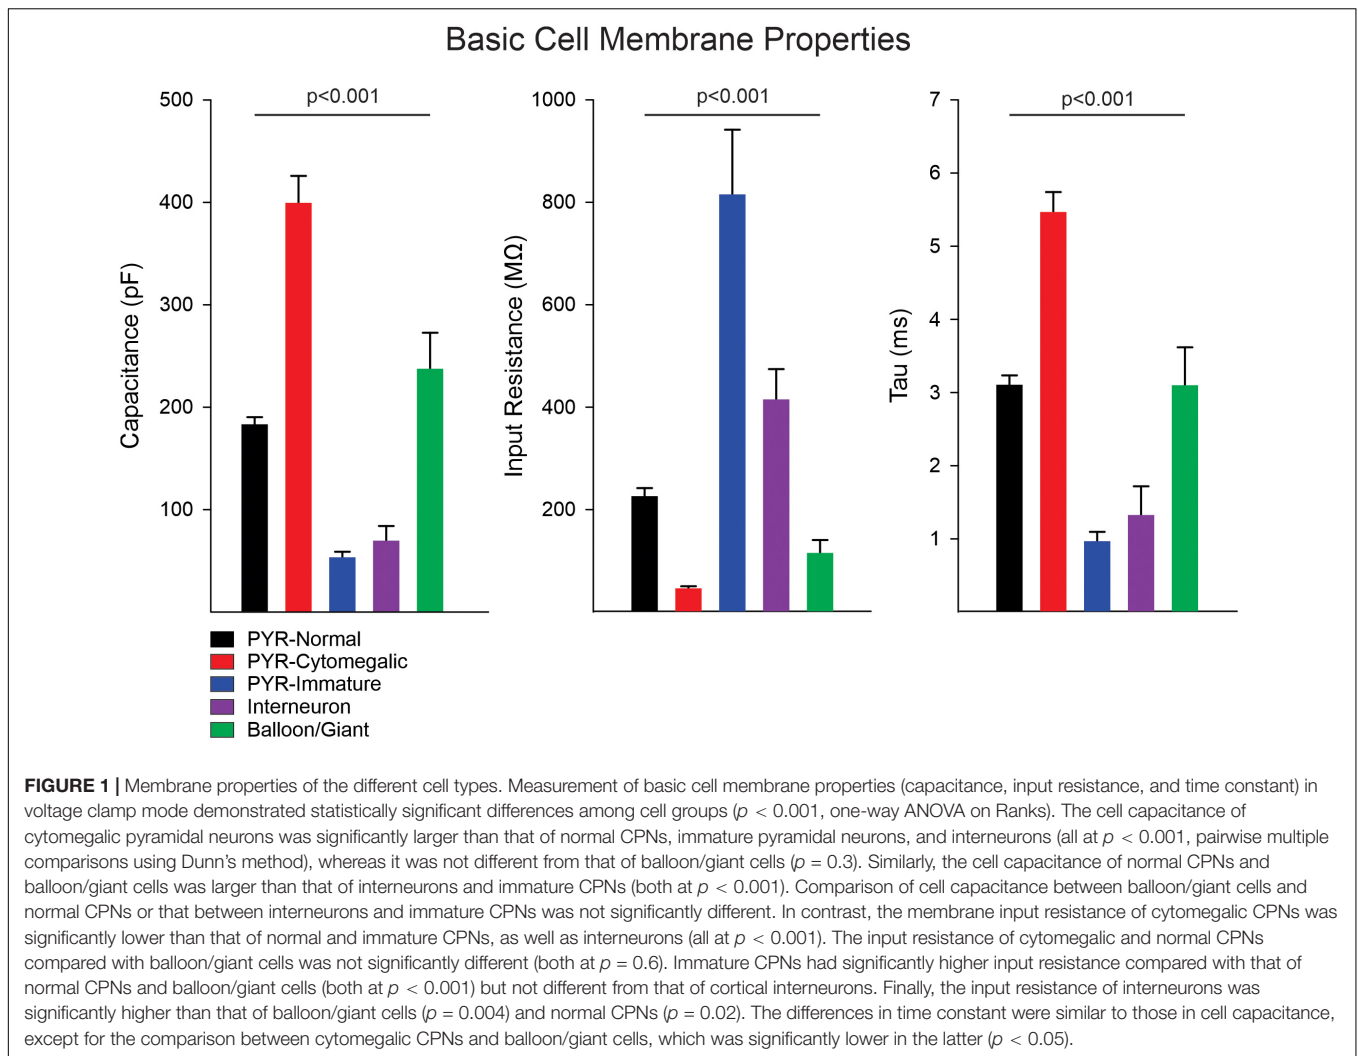 Basic Cell Membrane Properties
p<0.001
500
400
300
200
100
Capacitance (pF)
p<0.001
1000
800
600
400
200
Input Resistance (MΩ)
p<0.001
7
6
5
4
3
2
1
Tau (ms)
PYR-Normal
PYR-Cytomegalic
PYR-Immature
Interneuron
Balloon/Giant
FIGURE 1 | Membrane properties of the different cell types. Measurement of basic cell membrane properties (capacitance, input resistance, and time constant) in
voltage clamp mode demonstrated statistically significant differences among cell groups (p < 0.001, one-way ANOVA on Ranks). The cell capacitance of
cytomegalic pyramidal neurons was significantly larger than that of normal CPNs, immature pyramidal neurons, and interneurons (all at p < 0.001, pairwise multiple
comparisons using Dunn's method), whereas it was not different from that of balloon/giant cells (p = 0.3). Similarly, the cell capacitance of normal CPNs and
balloon/giant cells was larger than that of interneurons and immature CPNs (both at p < 0.001). Comparison of cell capacitance between balloon/giant cells and
normal CPNs or that between interneurons and immature CPNs was not significantly different. In contrast, the membrane input resistance of cytomegalic CPNs was
significantly lower than that of normal and immature CPNs, as well as interneurons (all at p < 0.001). The input resistance of cytomegalic and normal CPNs
compared with balloon/giant cells was not significantly different (both at p = 0.6). Immature CPNs had significantly higher input resistance compared with that of
normal CPNs and balloon/giant cells (both at p < 0.001) but not different from that of cortical interneurons. Finally, the input resistance of interneurons was
significantly higher than that of balloon/giant cells (p = 0.004) and normal CPNs (p = 0.02). The differences in time constant were similar to those in cell capacitance,
except for the comparison between cytomegalic CPNs and balloon/giant cells, which was significantly lower in the latter (p < 0.05).